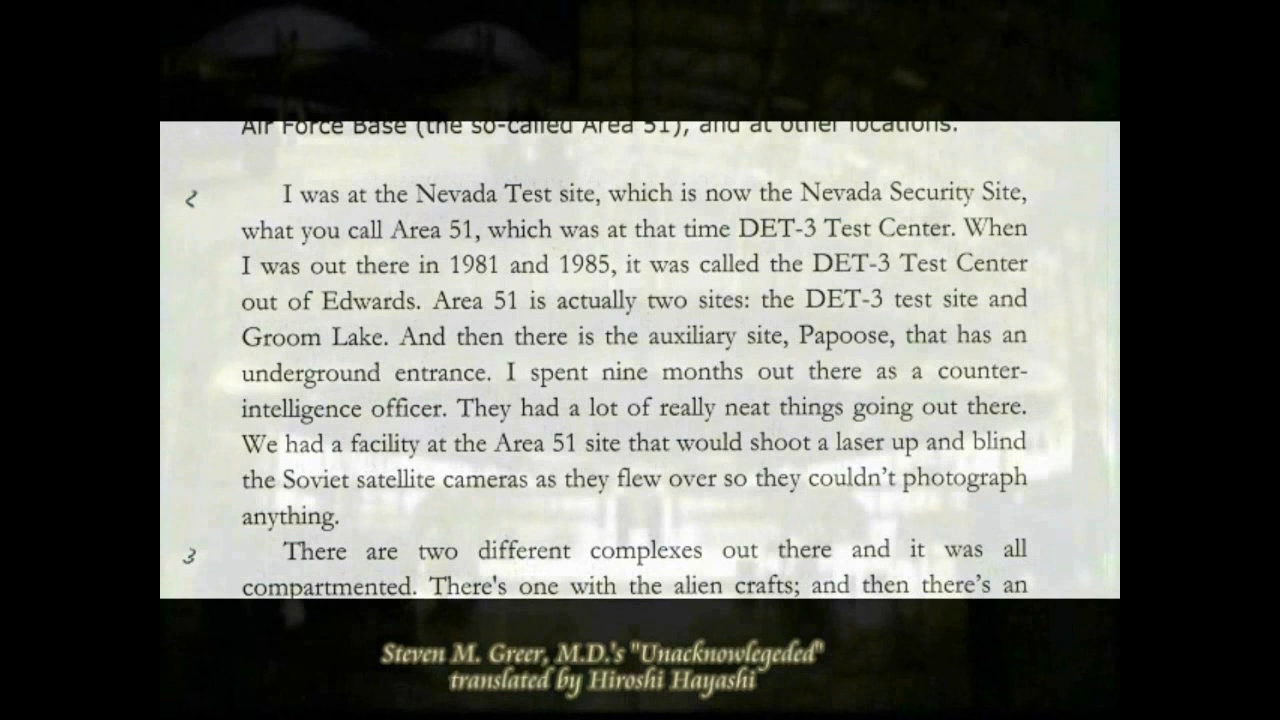 Air Force Base (the so-called Area 51), and at other locations.
2 I was at the Nevada Test site, which is now the Nevada Security Site,
what you call Area 51, which was at that time DET-3 Test Center. When
I was out there in 1981 and 1985, it was called the DET-3 Test Center
out of Edwards. Area 51 is actually two sites: the DET-3 test site and
Groom Lake. And then there is the auxiliary site, Papoose, that has an
underground entrance. I spent nine months out there as a counter-
intelligence officer. They had a lot of really neat things going out there.
We had a facility at the Area 51 site that would shoot a laser up and blind
the Soviet satellite cameras as they flew over so they couldn't photograph
anything.
3 There are two different complexes out there and it was all
compartmented. There's one with the alien crafts; and then there's an
Steven M. Greer, M.D.'s "Unacknowlegeded"
translated by Hiroshi Hayashi